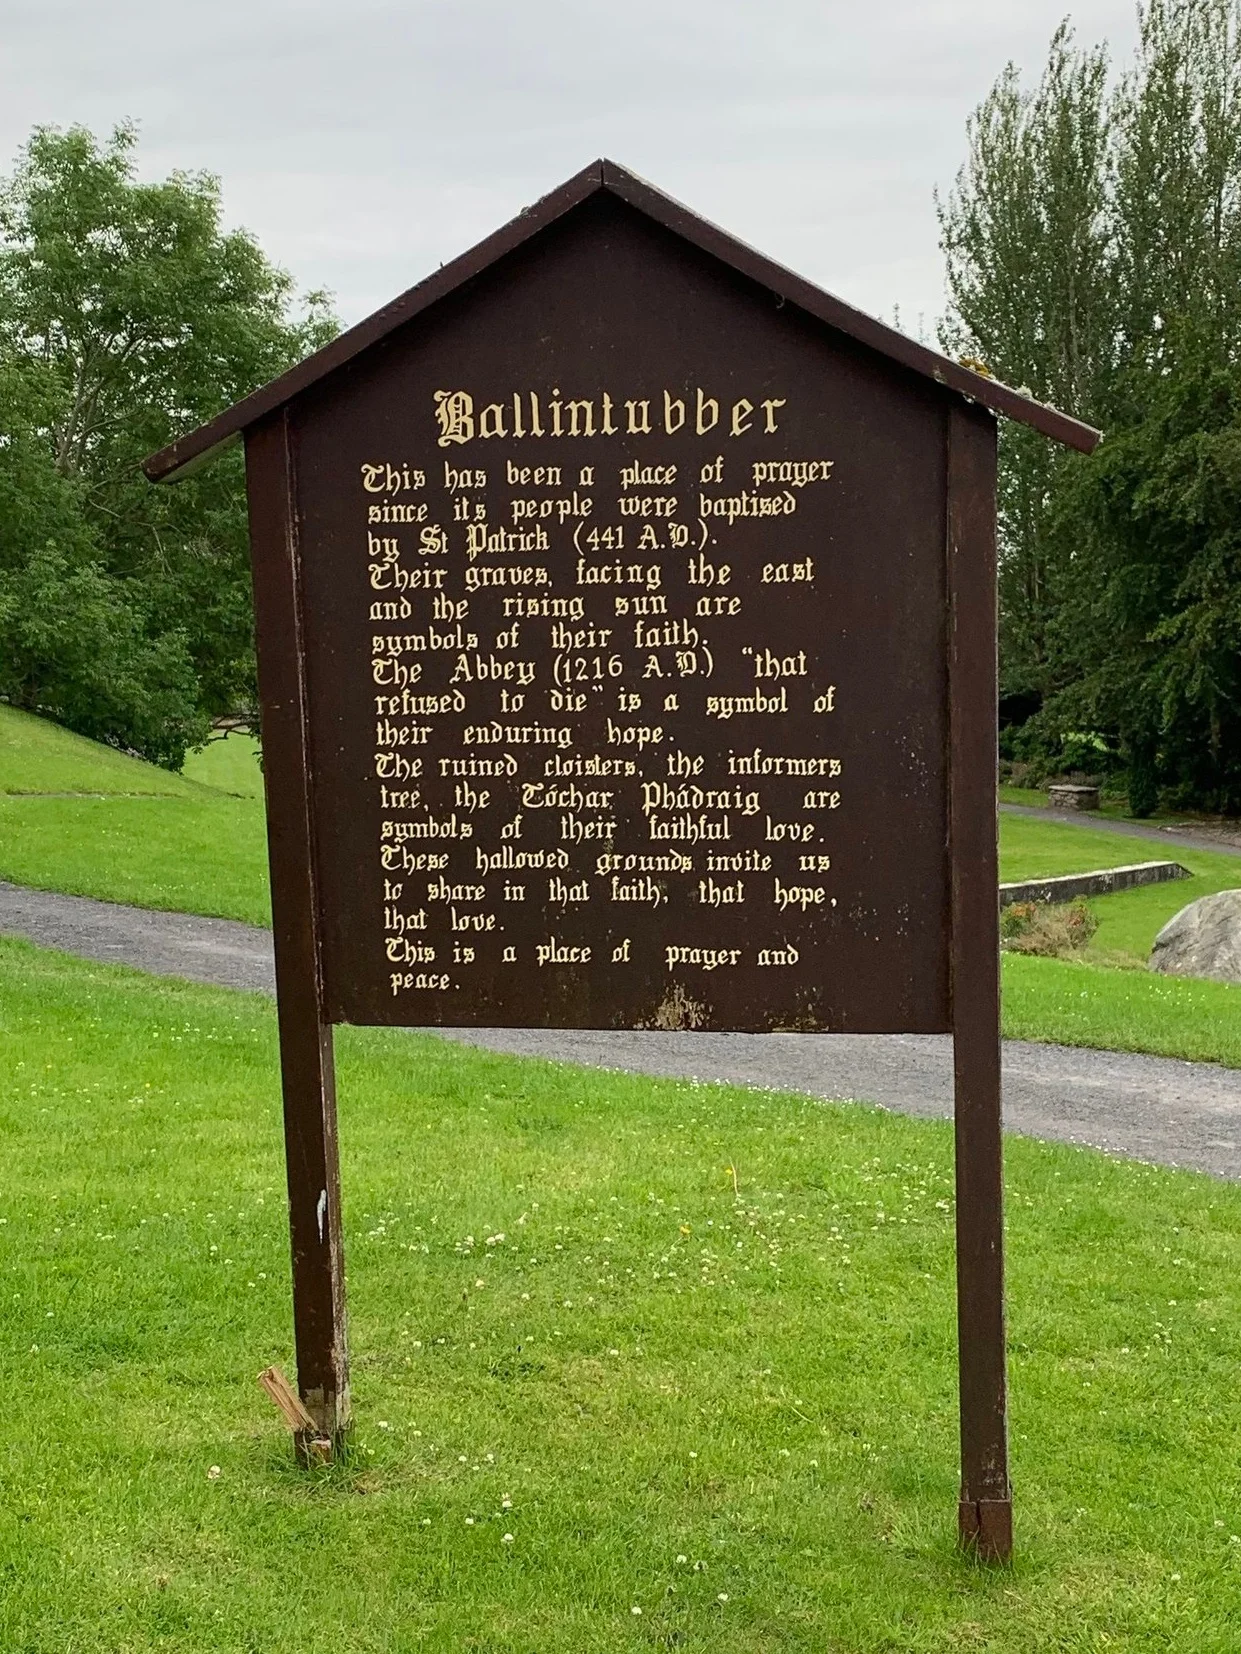 Ballintubber
This has been a place of prayer
since its people were baptised
by St Patrick (441 A.D.).
Their graves, facing the east
and the rising sun are
symbols of their faith.
The Abbey (1216 A.D.) "that
refused to die" is a symbol of
their enduring hope.
The ruined cloisters, the informers
tree, the Tóchar Phádraig are
symbols of their faithful love.
These hallowed grounds invite us
to share in that faith, that hope,
that love.
This is a place of prayer and
peace.